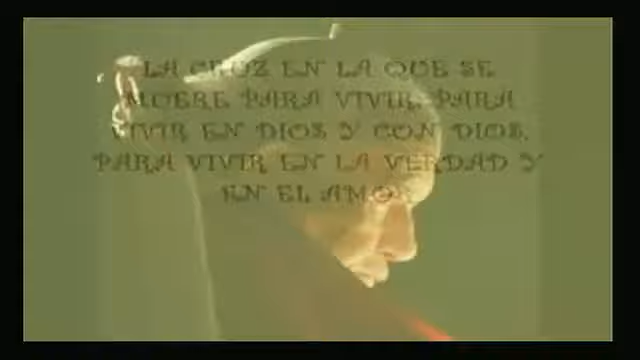 LA CRUZ EN LA QUE SE
MUERE PARA VIVIR, PARA
VIVIR EN DIOS Y CON DIOS,
PARA VIVIR EN LA VERDAD Y
EN EL AMOR